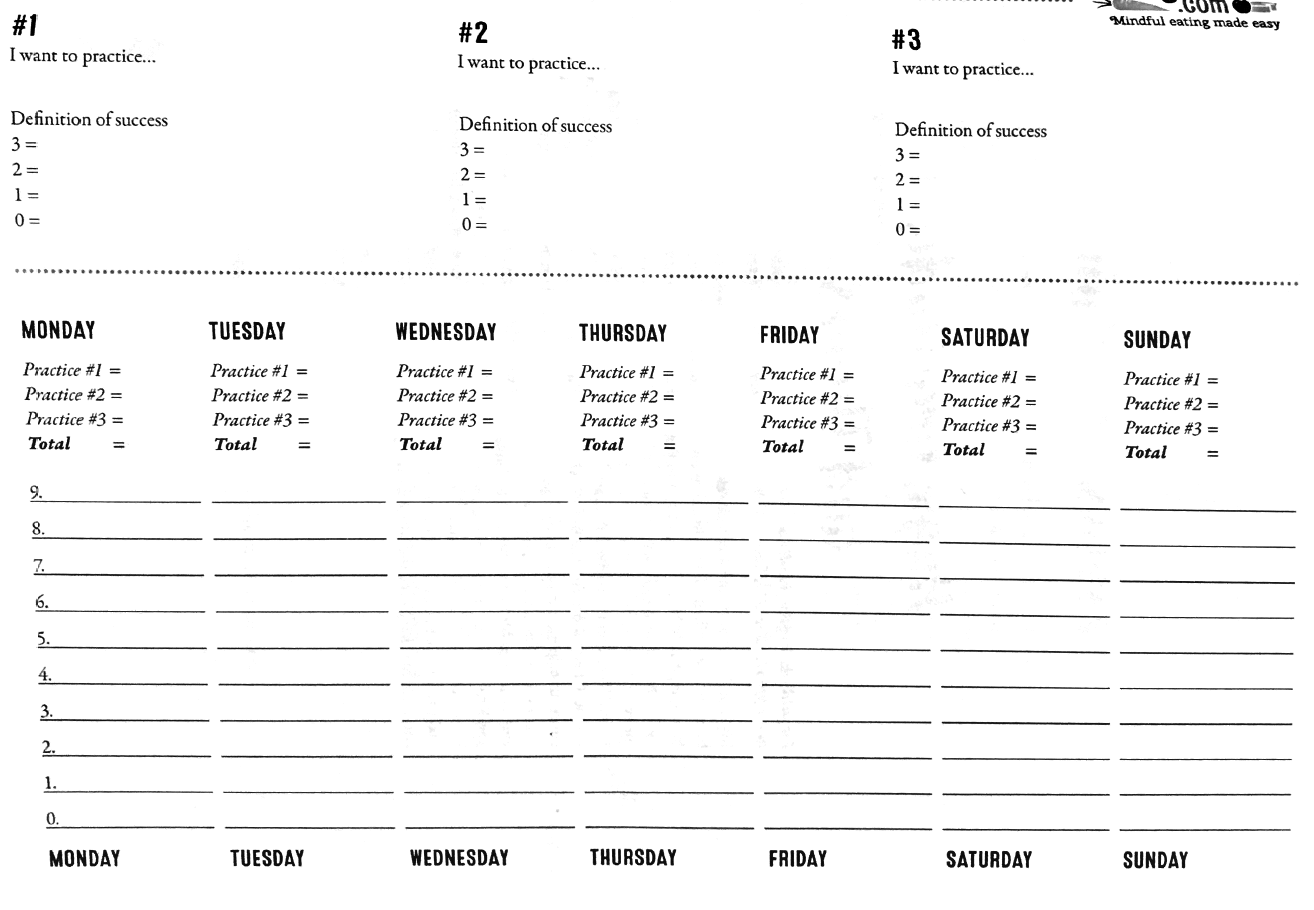 .com
Mindful eating made easy
#1
I want to practice...
Definition of success
3 =
2 =
1 =
0 =
#2
I want to practice...
Definition of success
3 =
2 =
1 =
0 =
#3
I want to practice...
Definition of success
3 =
2 =
1 =
0 =
MONDAY TUESDAY WEDNESDAY THURSDAY FRIDAY SATURDAY SUNDAY
Practice #1 = Practice #1 = Practice #1 = Practice #1 = Practice #1 = Practice #1 = Practice #1 =
Practice #2 = Practice #2 = Practice #2 = Practice #2 = Practice #2 = Practice #2 = Practice #2 =
Practice #3 = Practice #3 = Practice #3 = Practice #3 = Practice #3 = Practice #3 = Practice #3 =
Total = Total = Total = Total = Total = Total = Total =
9.
8.
7.
6.
5.
4.
3.
2.
1.
0.
MONDAY TUESDAY WEDNESDAY THURSDAY FRIDAY SATURDAY SUNDAY